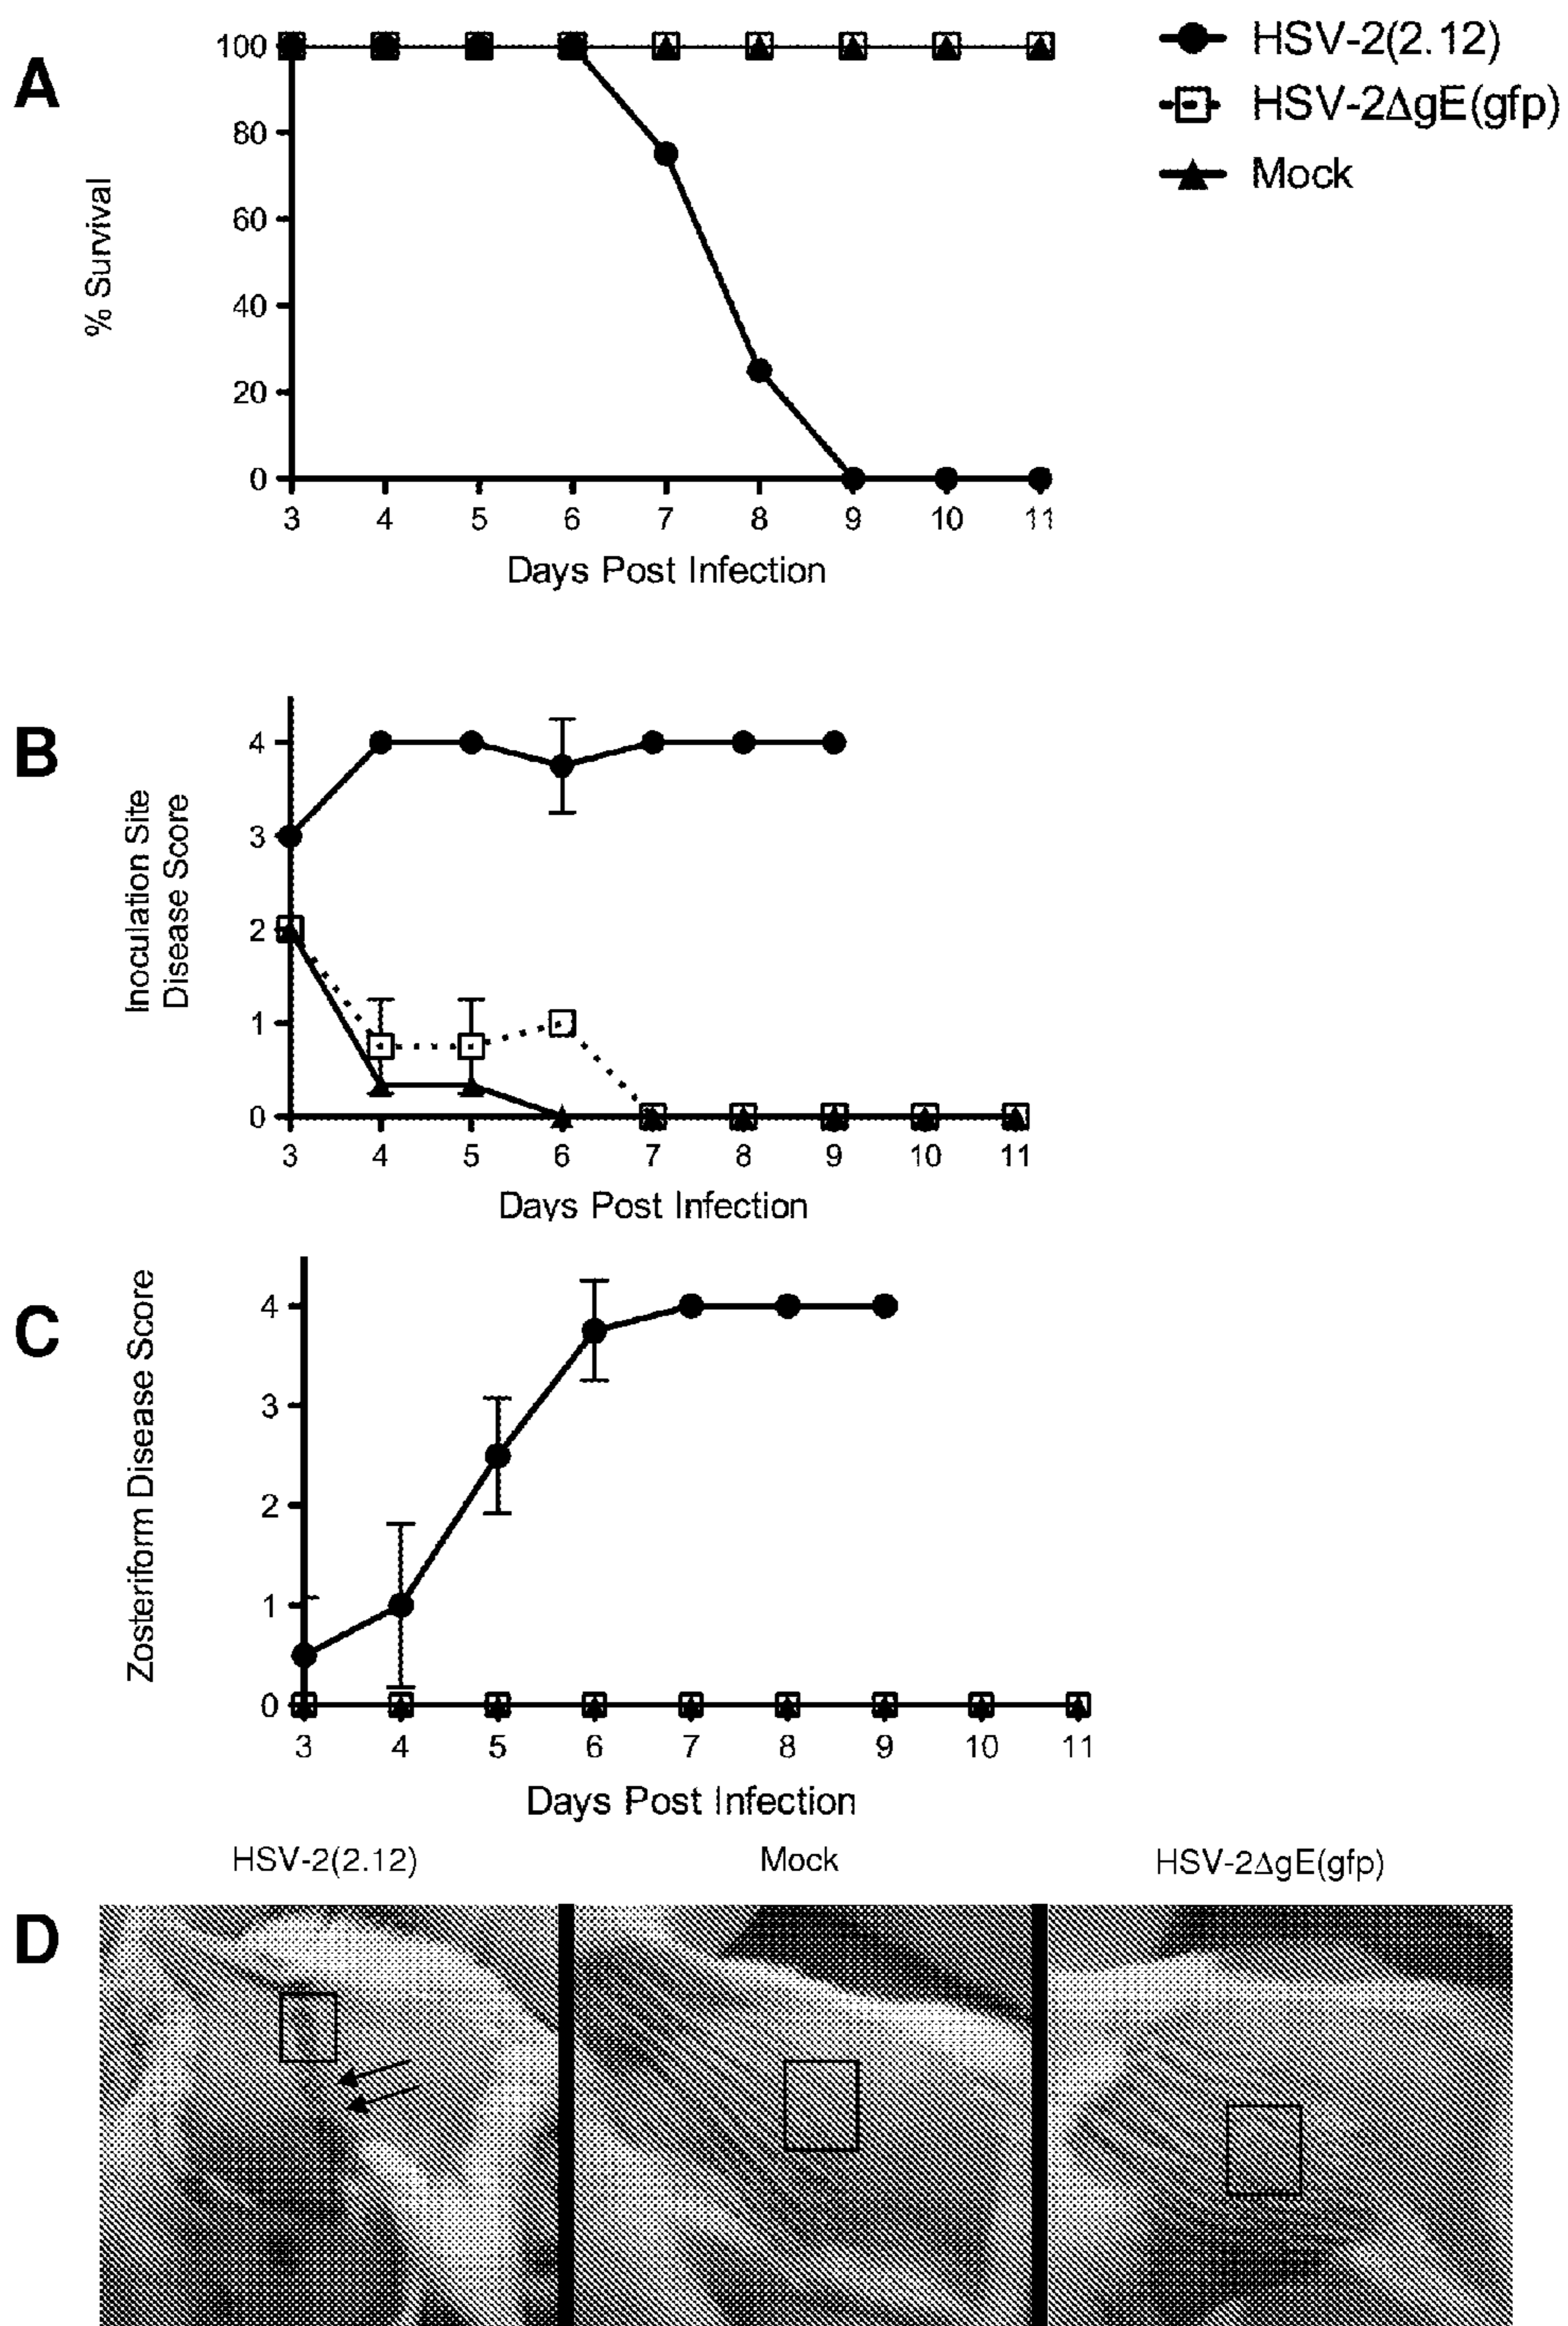 A
HSV-2(2.12)
HSV-2ΔgE(gfp)
Mock
% Survival
100
80
60
40
20
0
3 4 5 6 7 8 9 10 11
Days Post Infection
B
Inoculation Site
Disease Score
4
3
2
1
0
3 4 5 6 7 8 9 10 11
Days Post Infection
C
Zosteriform Disease Score
4
3
2
1
0
3 4 5 6 7 8 9 10 11
Days Post Infection
HSV-2(2.12) Mock HSV-2ΔgE(gfp)
D